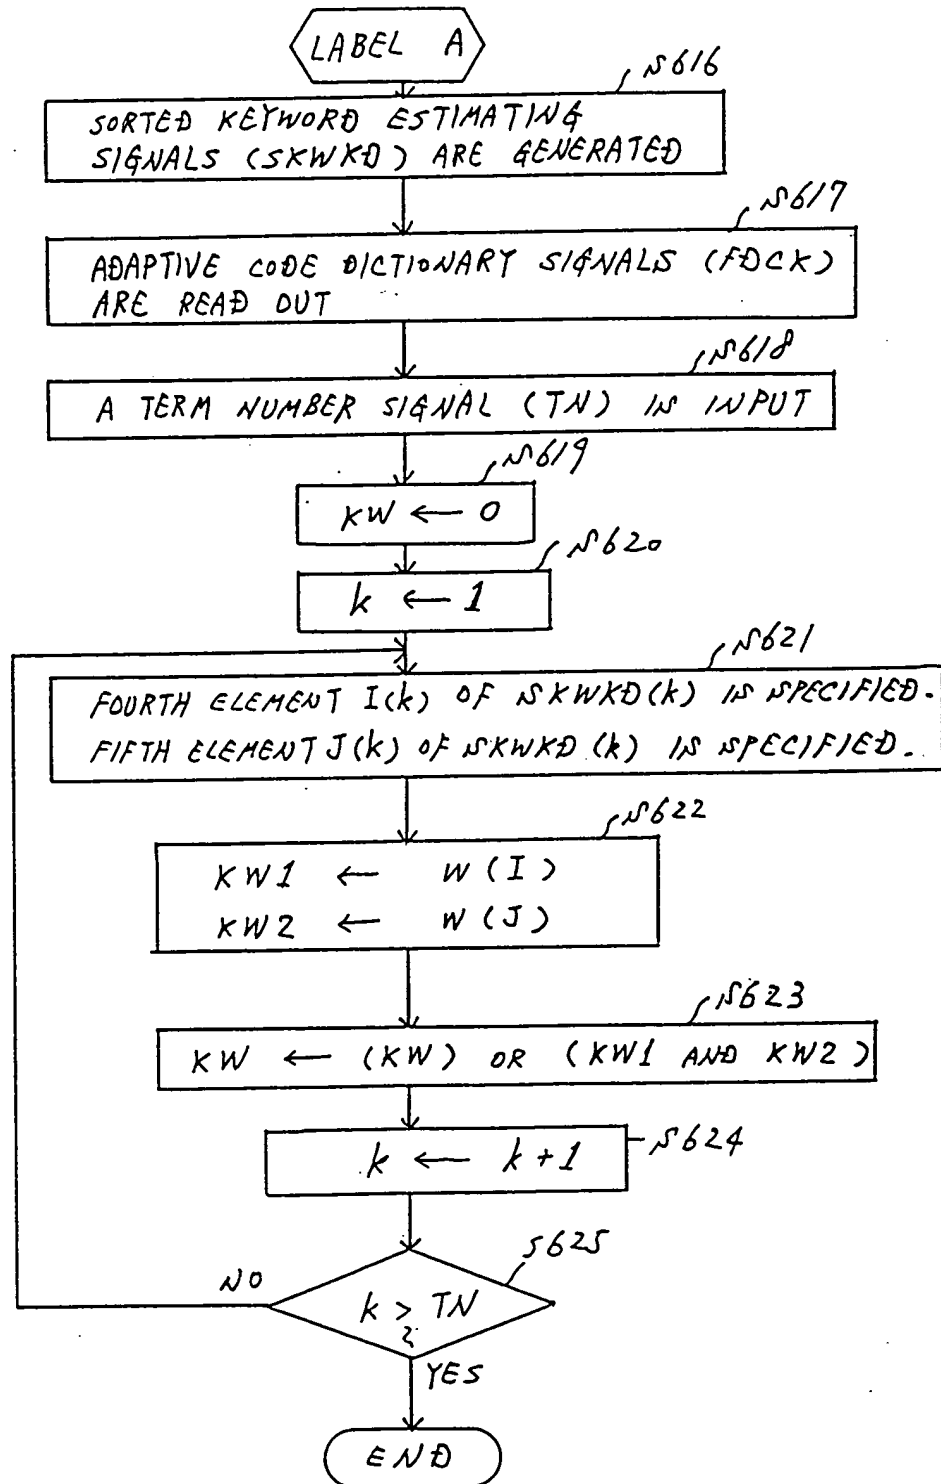 LABEL A
S616
SORTED KEYWORD ESTIMATING
SIGNALS (SKWKD) ARE GENERATED
S617
ADAPTIVE CODE DICTIONARY SIGNALS (FDCK)
ARE READ OUT
S618
A TERM NUMBER SIGNAL (TN) IS INPUT
S619
KW ← 0
S620
k ← 1
S621
FOURTH ELEMENT I(k) OF SKWKD(k) IS SPECIFIED.
FIFTH ELEMENT J(k) OF SKWKD (k) IS SPECIFIED.
S622
KW1 ← W(I)
KW2 ← W(J)
S623
KW ← (KW) OR (KW1 AND KW2)
S624
k ← k+1
S625
NO
k > TN
?
YES
END